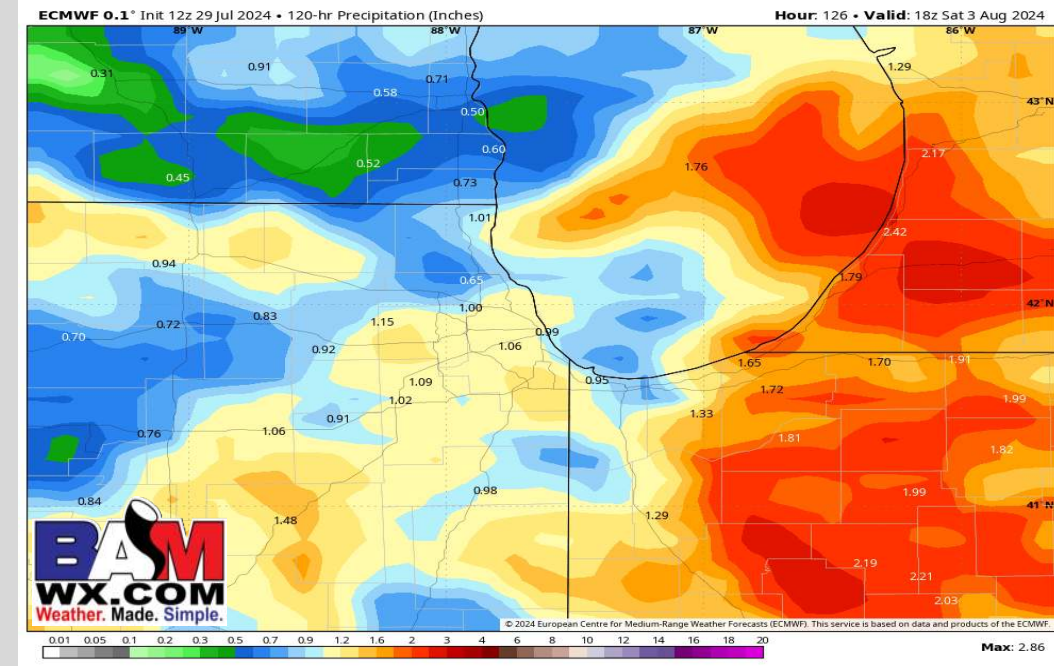 ECMWF 0.1° Init 12z 29 Jul 2024 • 120-hr Precipitation (Inches) Hour: 126 • Valid: 18z Sat 3 Aug 2024
89°W 88°W 87°W 86°W
0.31 0.91 0.71 1.29
0.58
43°N
0.50
0.60 2.17
0.52 1.76
0.45 0.73
1.01
2.42
0.94
0.65 1.79
42°N
1.00
0.70 0.72 0.83 1.15 0.99
0.92 1.06
1.65 1.70 1.91
1.09 0.95
1.02 1.72 1.99
0.91 1.33
0.76 1.06 1.81
1.82
0.84 0.98 1.99
41°N
1.48 1.29
BAM
WX.COM
Weather. Made. Simple.
2.19
2.21
2.03
© 2024 European Centre for Medium-Range Weather Forecasts (ECMWF). This service is based on data and products of the ECMWF.
0.01 0.05 0.1 0.2 0.3 0.5 0.7 0.9 1.2 1.6 2 3 4 6 8 10 12 14 16 18 20
Max: 2.86